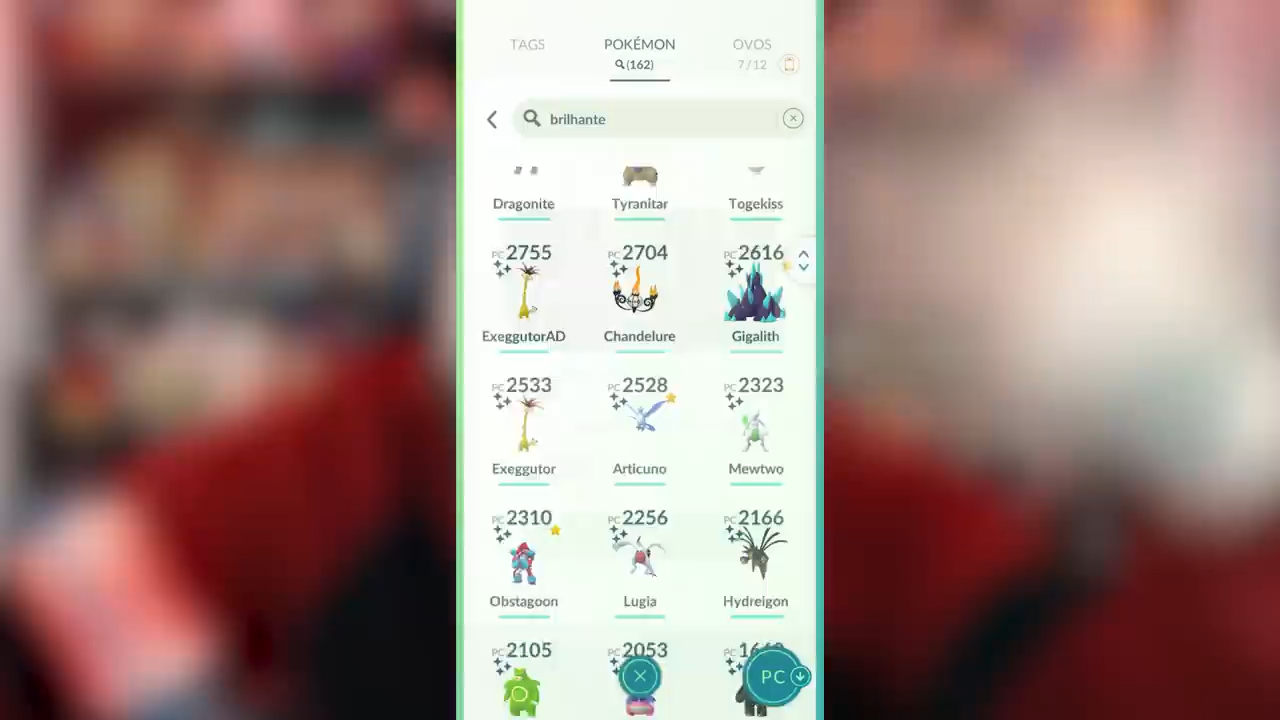 TAGS POKÉMON OVOS
(162) 7/12
brilhante
Dragonite Tyranitar Togekiss
PC2755 PC2704 PC2616
ExeggutorAD Chandelure Gigalith
PC2533 PC2528 PC2323
Exeggutor Articuno Mewtwo
PC2310 PC2256 PC2166
Obstagoon Lugia Hydreigon
PC2105 PC2053
PC